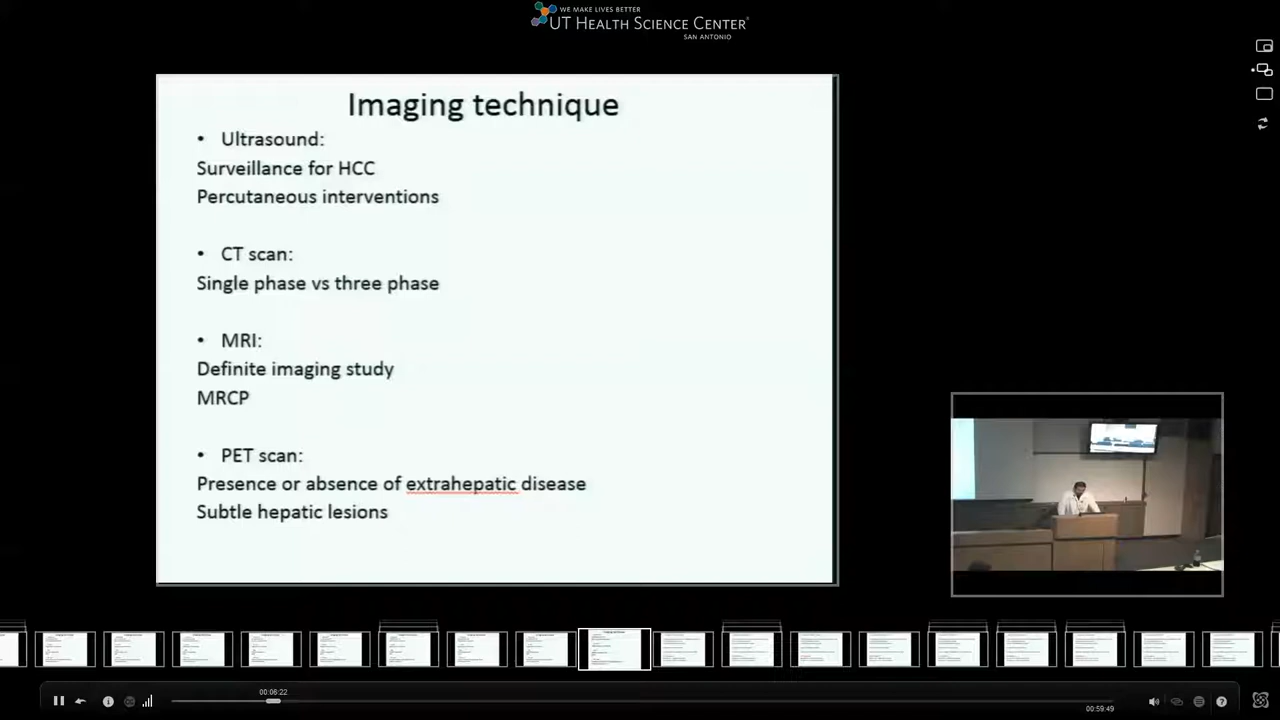 WE MAKE LIVES BETTER
UT HEALTH SCIENCE CENTER®
SAN ANTONIO
Imaging technique
• Ultrasound:
Surveillance for HCC
Percutaneous interventions
• CT scan:
Single phase vs three phase
• MRI:
Definite imaging study
MRCP
• PET scan:
Presence or absence of extrahepatic disease
Subtle hepatic lesions
00:06:22
00:59:49